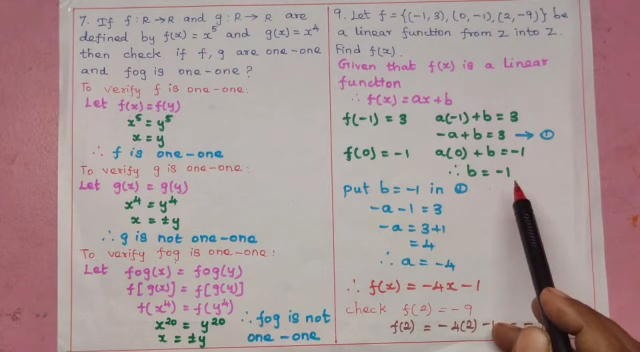 7. If f: R→R and g: R→R are
defined by f(x) = x⁵ and g(x) = x⁴
then check if f, g are one-one
and fog is one-one?
To verify f is one-one:
Let f(x) = f(y)
x⁵ = y⁵
x = y
∴ f is one-one
To verify g is one-one:
Let g(x) = g(y)
x⁴ = y⁴
x = ±y
∴ g is not one-one
To verify fog is one-one:
Let fog(x) = fog(y)
f[g(x)] = f[g(y)]
f(x⁴) = f(y⁴)
x²⁰ = y²⁰
x = ±y
∴ fog is not
one-one
9. Let f = {(-1, 3), (0, -1), (2, -9)} be
a linear function from Z into Z.
Find f(x).
Given that f(x) is a Linear
function
∴ f(x) = ax + b
f(-1) = 3 a(-1) + b = 3
-a + b = 3 → ①
f(0) = -1 a(0) + b = -1
∴ b = -1
put b = -1 in ①
-a - 1 = 3
-a = 3 + 1
= 4
∴ a = -4
∴ f(x) = -4x - 1
check f(2) = -9
f(2) = -4(2) - 1